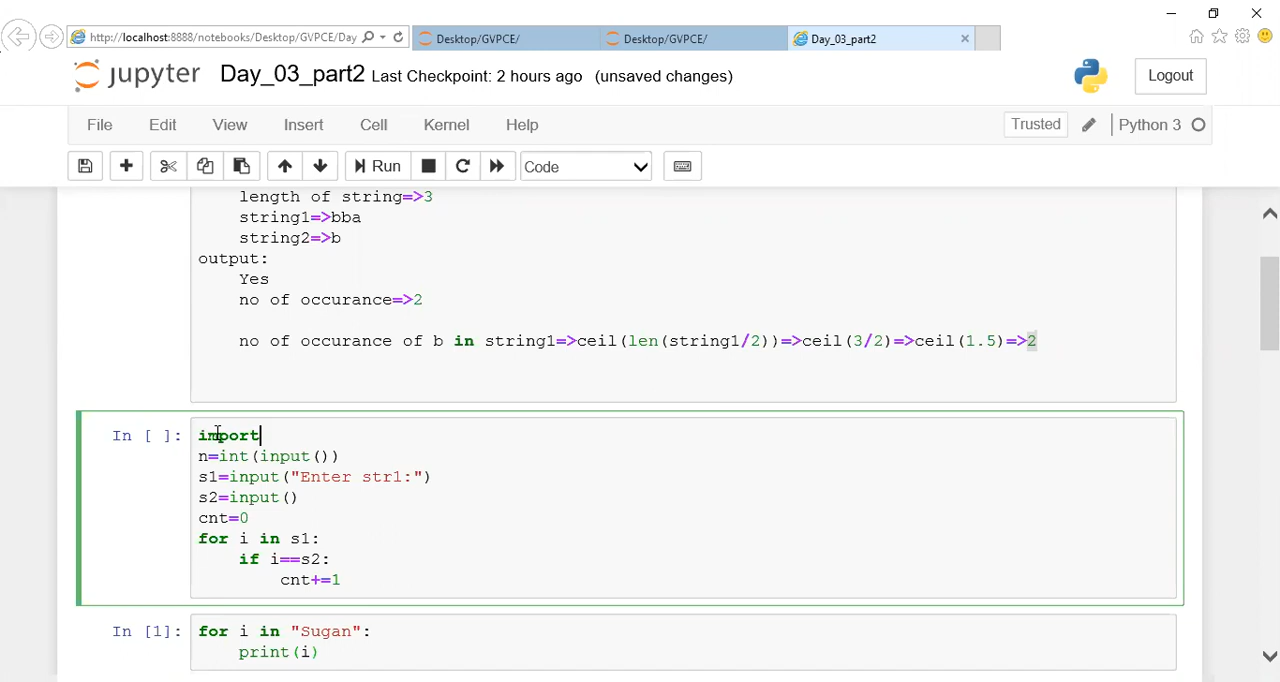 http://localhost:8888/notebooks/Desktop/GVPCE/Day
Desktop/GVPCE/
Desktop/GVPCE/
Day_03_part2
jupyter Day_03_part2 Last Checkpoint: 2 hours ago (unsaved changes)
Logout
File Edit View Insert Cell Kernel Help
Trusted
Python 3
Run
Code
length of string=>3
string1=>bba
string2=>b
output:
Yes
no of occurance=>2
no of occurance of b in string1=>ceil(len(string1/2))=>ceil(3/2)=>ceil(1.5)=>2
In [ ]: import
n=int(input())
s1=input("Enter str1:")
s2=input()
cnt=0
for i in s1:
if i==s2:
cnt+=1
In [1]: for i in "Sugan":
print(i)